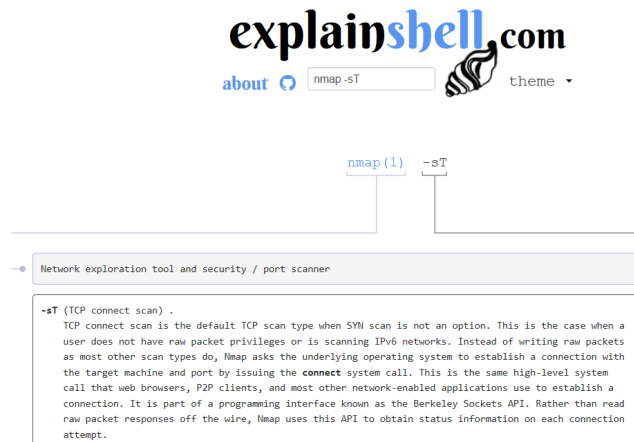 explainshell.com
about nmap -sT theme
nmap(1) -sT
Network exploration tool and security / port scanner
-sT (TCP connect scan) .
TCP connect scan is the default TCP scan type when SYN scan is not an option. This is the case when a
user does not have raw packet privileges or is scanning IPv6 networks. Instead of writing raw packets
as most other scan types do, Nmap asks the underlying operating system to establish a connection with
the target machine and port by issuing the connect system call. This is the same high-level system
call that web browsers, P2P clients, and most other network-enabled applications use to establish a
connection. It is part of a programming interface known as the Berkeley Sockets API. Rather than read
raw packet responses off the wire, Nmap uses this API to obtain status information on each connection
attempt.